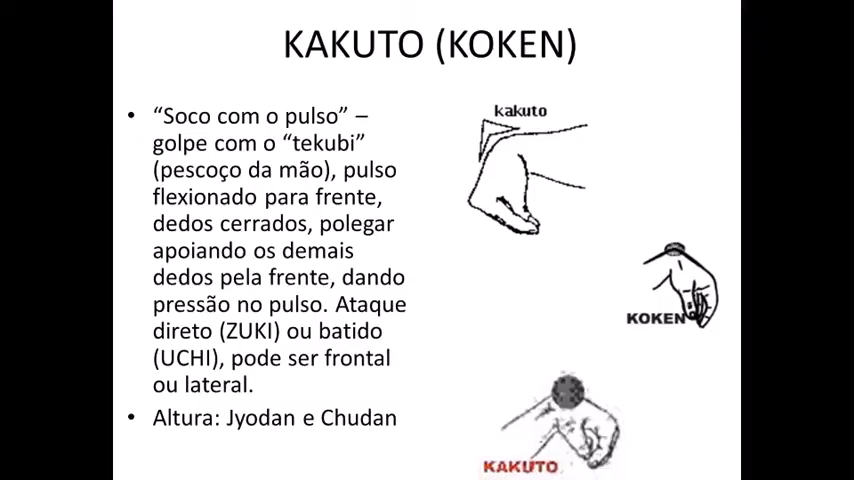 KAKUTO (KOKEN)
• “Soco com o pulso” –
golpe com o “tekubi”
(pescoço da mão), pulso
flexionado para frente,
dedos cerrados, polegar
apoiando os demais
dedos pela frente, dando
pressão no pulso. Ataque
direto (ZUKI) ou batido
(UCHI), pode ser frontal
ou lateral.
• Altura: Jyodan e Chudan
kakuto
KOKEN
KAKUTO